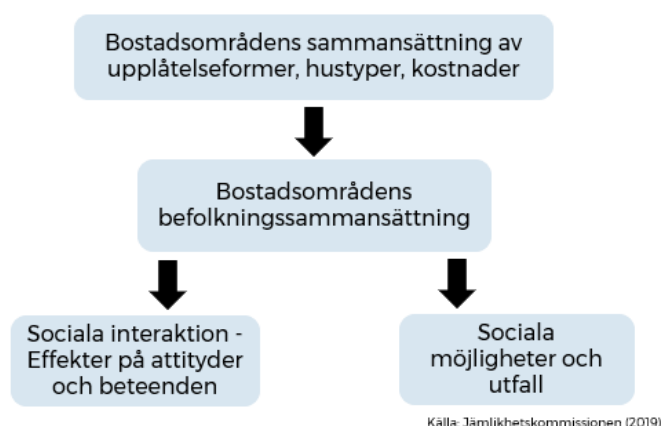 Bostadsområdens sammansättning av
upplåtelseformer, hustyper, kostnader
Bostadsområdens
befolkningssammansättning
Sociala interaktion -
Effekter på attityder
och beteenden
Sociala
möjligheter och
utfall
Källa: Jämlikhetskommissionen (2019)